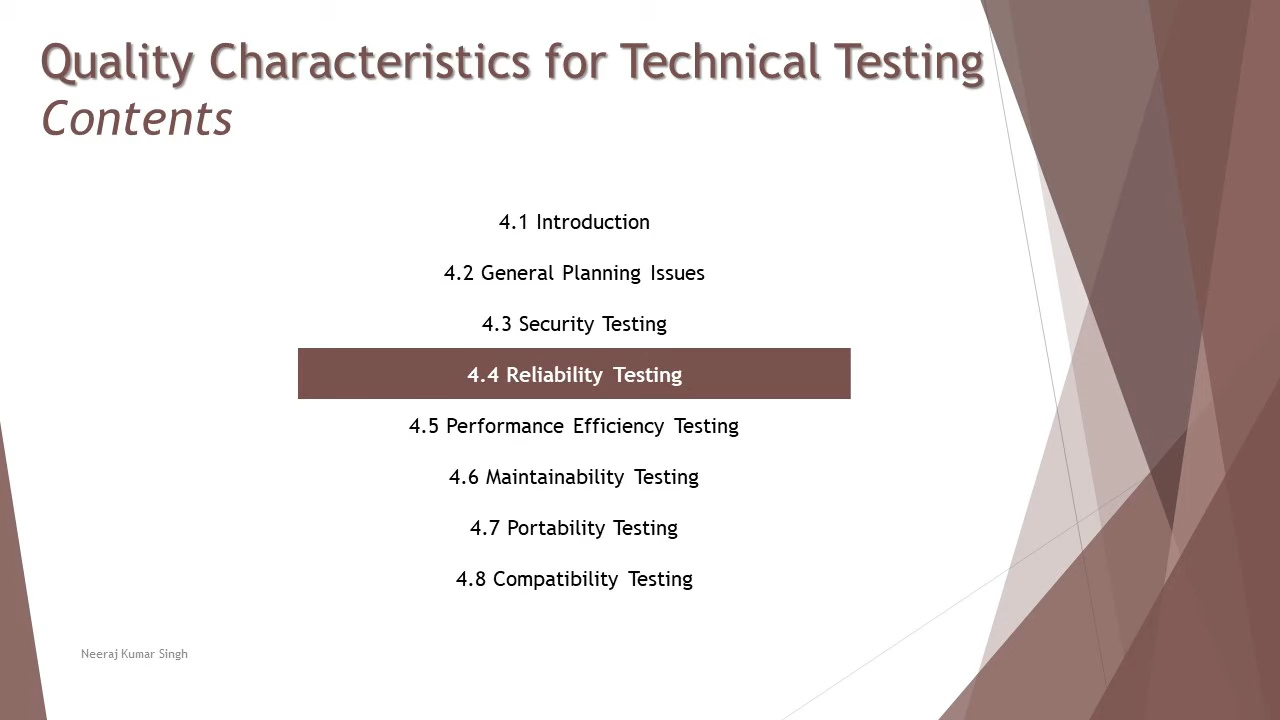 Quality Characteristics for Technical Testing
Contents
4.1 Introduction
4.2 General Planning Issues
4.3 Security Testing
4.4 Reliability Testing
4.5 Performance Efficiency Testing
4.6 Maintainability Testing
4.7 Portability Testing
4.8 Compatibility Testing
Neeraj Kumar Singh